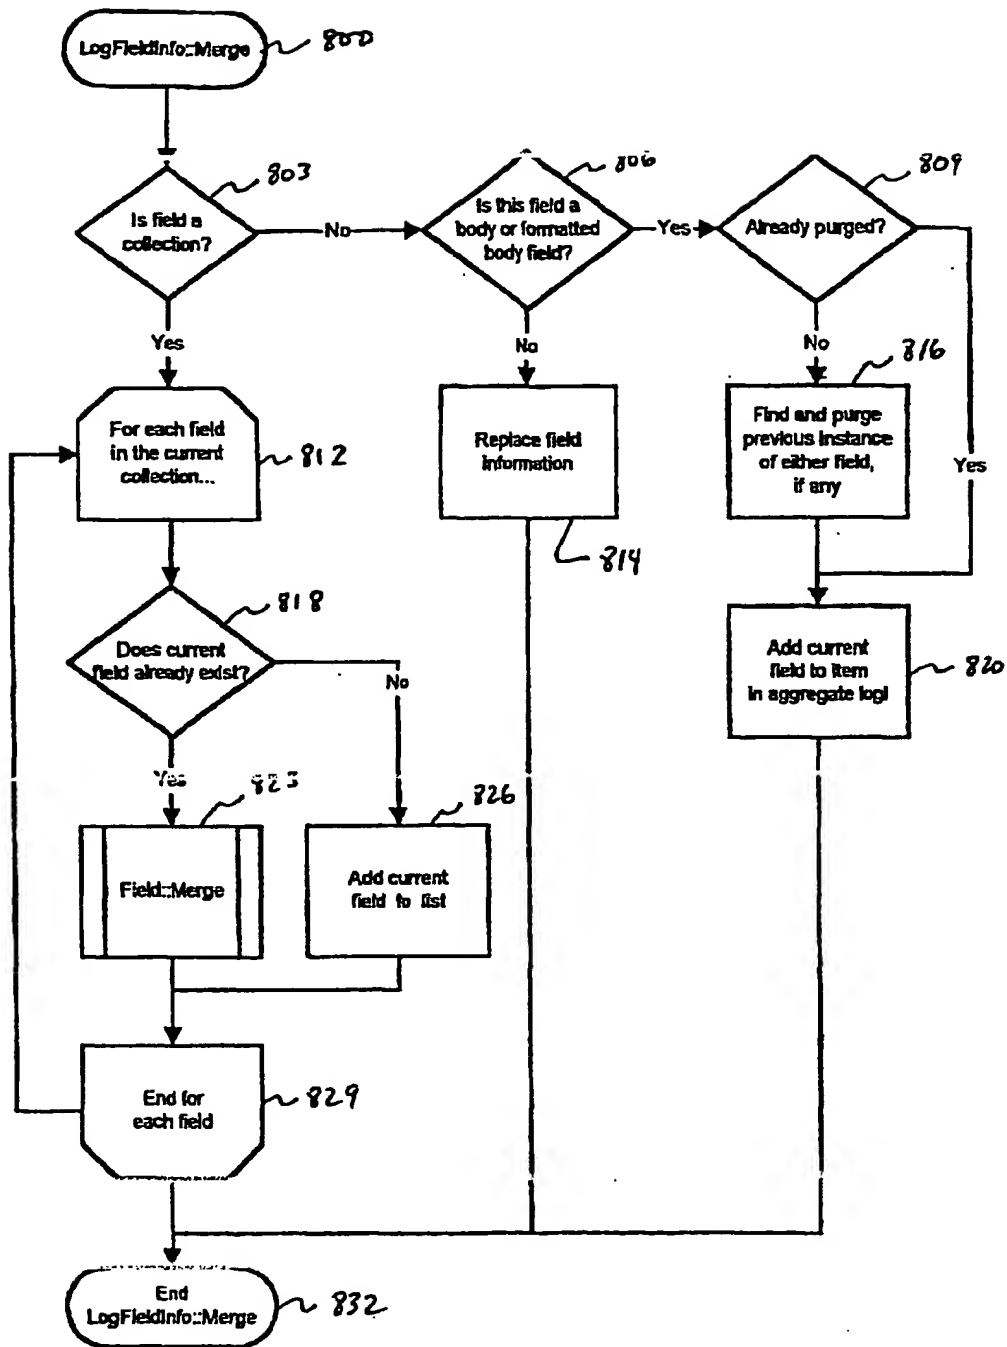 LogFieldInfo::Merge
800
Is field a
collection?
803
No
Is this field a
body or formatted
body field?
806
Yes
Already purged?
809
Yes
No
No
Yes
For each field
in the current
collection...
812
Replace field
information
814
Find and purge
previous instance
of either field,
if any
816
Does current
field already exist?
818
No
Yes
Add current
field to item
in aggregate log!
820
Field::Merge
823
Add current
field to list
826
End for
each field
829
End
LogFieldInfo::Merge
832